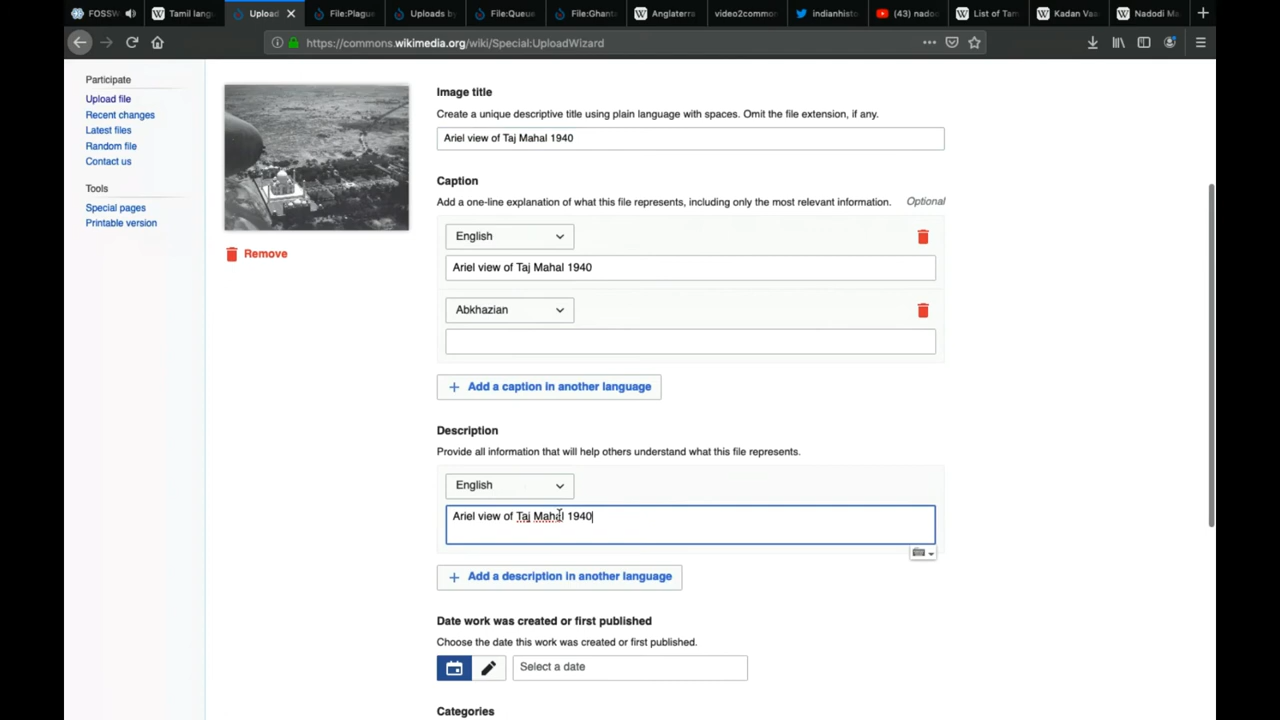 FOSSW
Tamil langu
Upload
File:Plague
Uploads by
File:Queue
File:Ghanta
Anglaterra
video2commo
indianhisto
(43) nadoc
List of Tam
Kadan Vaa
Nadodi Ma
https://commons.wikimedia.org/wiki/Special:UploadWizard
Participate
Upload file
Recent changes
Latest files
Random file
Contact us
Tools
Special pages
Printable version
Remove
Image title
Create a unique descriptive title using plain language with spaces. Omit the file extension, if any.
Ariel view of Taj Mahal 1940
Caption
Add a one-line explanation of what this file represents, including only the most relevant information.
Optional
English
Ariel view of Taj Mahal 1940
Abkhazian
+ Add a caption in another language
Description
Provide all information that will help others understand what this file represents.
English
Ariel view of Taj Mahal 1940
+ Add a description in another language
Date work was created or first published
Choose the date this work was created or first published.
Select a date
Categories